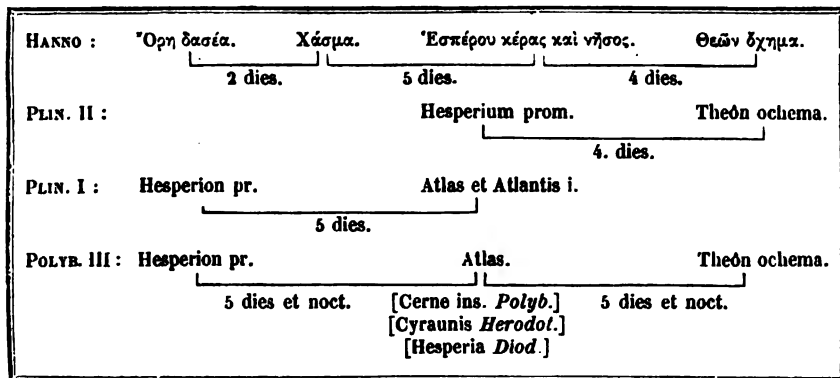 HANNO : Ὄρη δασέα. Χάσμα. Ἑσπέρου κέρας καὶ νῆσος. Θεῶν ὄχημα.
2 dies. 5 dies. 4 dies.
PLIN. II : Hesperium prom. Theôn ochema.
4. dies.
PLIN. I : Hesperion pr. Atlas et Atlantis i.
5 dies.
POLYB. III : Hesperion pr. Atlas. Theôn ochema.
5 dies et noct. [Cerne ins. Polyb.] 5 dies et noct.
[Cyraunis Herodot.]
[Hesperia Diod.]